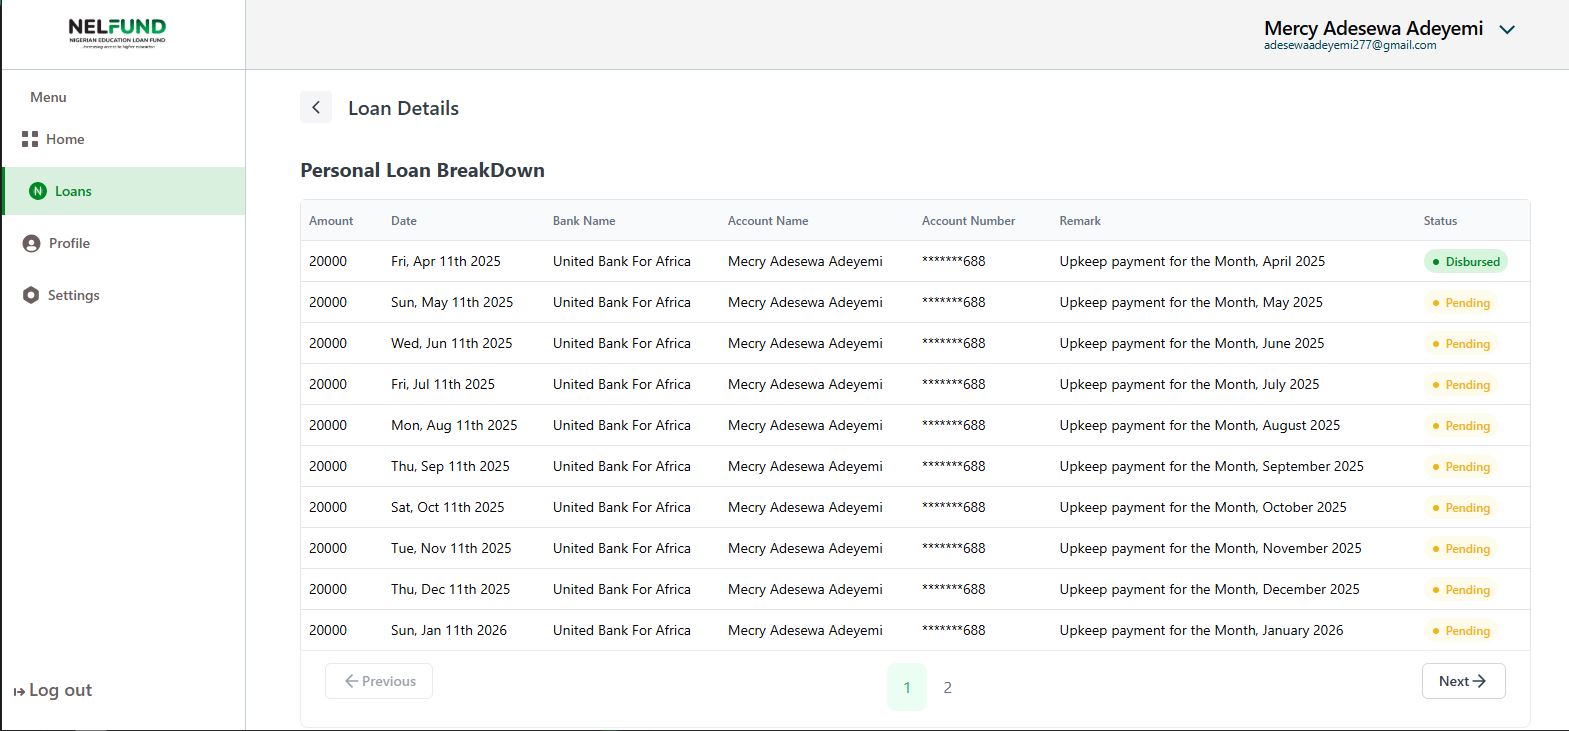 NELFUND
NIGERIAN EDUCATION LOAN FUND
...increasing access to higher education
Mercy Adesewa Adeyemi
adesewaadeyemi277@gmail.com
Menu
Home
N Loans
Profile
Settings
Log out
Loan Details
Personal Loan BreakDown
Amount Date Bank Name Account Name Account Number Remark Status
20000 Fri, Apr 11th 2025 United Bank For Africa Mecry Adesewa Adeyemi *******688 Upkeep payment for the Month, April 2025 Disbursed
20000 Sun, May 11th 2025 United Bank For Africa Mecry Adesewa Adeyemi *******688 Upkeep payment for the Month, May 2025 Pending
20000 Wed, Jun 11th 2025 United Bank For Africa Mecry Adesewa Adeyemi *******688 Upkeep payment for the Month, June 2025 Pending
20000 Fri, Jul 11th 2025 United Bank For Africa Mecry Adesewa Adeyemi *******688 Upkeep payment for the Month, July 2025 Pending
20000 Mon, Aug 11th 2025 United Bank For Africa Mecry Adesewa Adeyemi *******688 Upkeep payment for the Month, August 2025 Pending
20000 Thu, Sep 11th 2025 United Bank For Africa Mecry Adesewa Adeyemi *******688 Upkeep payment for the Month, September 2025 Pending
20000 Sat, Oct 11th 2025 United Bank For Africa Mecry Adesewa Adeyemi *******688 Upkeep payment for the Month, October 2025 Pending
20000 Tue, Nov 11th 2025 United Bank For Africa Mecry Adesewa Adeyemi *******688 Upkeep payment for the Month, November 2025 Pending
20000 Thu, Dec 11th 2025 United Bank For Africa Mecry Adesewa Adeyemi *******688 Upkeep payment for the Month, December 2025 Pending
20000 Sun, Jan 11th 2026 United Bank For Africa Mecry Adesewa Adeyemi *******688 Upkeep payment for the Month, January 2026 Pending
Previous 1 2 Next